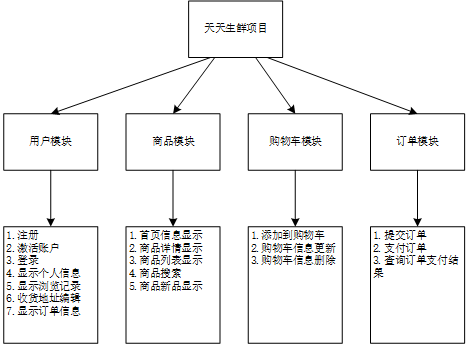 天天生鲜项目
用户模块
商品模块
购物车模块
订单模块
1. 注册
2. 激活账户
3. 登录
4. 显示个人信息
5. 显示浏览记录
6. 收货地址编辑
7. 显示订单信息
1. 首页信息显示
2. 商品详情显示
3. 商品列表显示
4. 商品搜索
5. 商品新品显示
1. 添加到购物车
2. 购物车信息更新
3. 购物车信息删除
1. 提交订单
2. 支付订单
3. 查询订单支付结
果